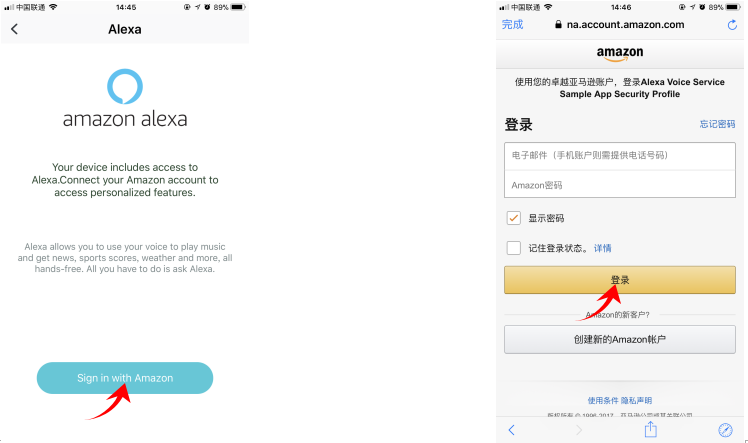 中国联通
14:45
89%
Alexa
amazon alexa
Your device includes access to
Alexa.Connect your Amazon account to
access personalized features.
Alexa allows you to use your voice to play music
and get news, sports scores, weather and more, all
hands-free. All you have to do is ask Alexa.
Sign in with Amazon
中国联通
14:46
89%
完成
na.account.amazon.com
amazon
使用您的卓越亚马逊账户，登录Alexa Voice Service
Sample App Security Profile
登录
忘记密码
电子邮件（手机账户则需提供电话号码）
Amazon密码
显示密码
记住登录状态。 详情
登录
Amazon的新客户?
创建新的Amazon帐户
使用条件 隐私声明
版权所有 © 1996-2017，亚马逊公司或其关联公司